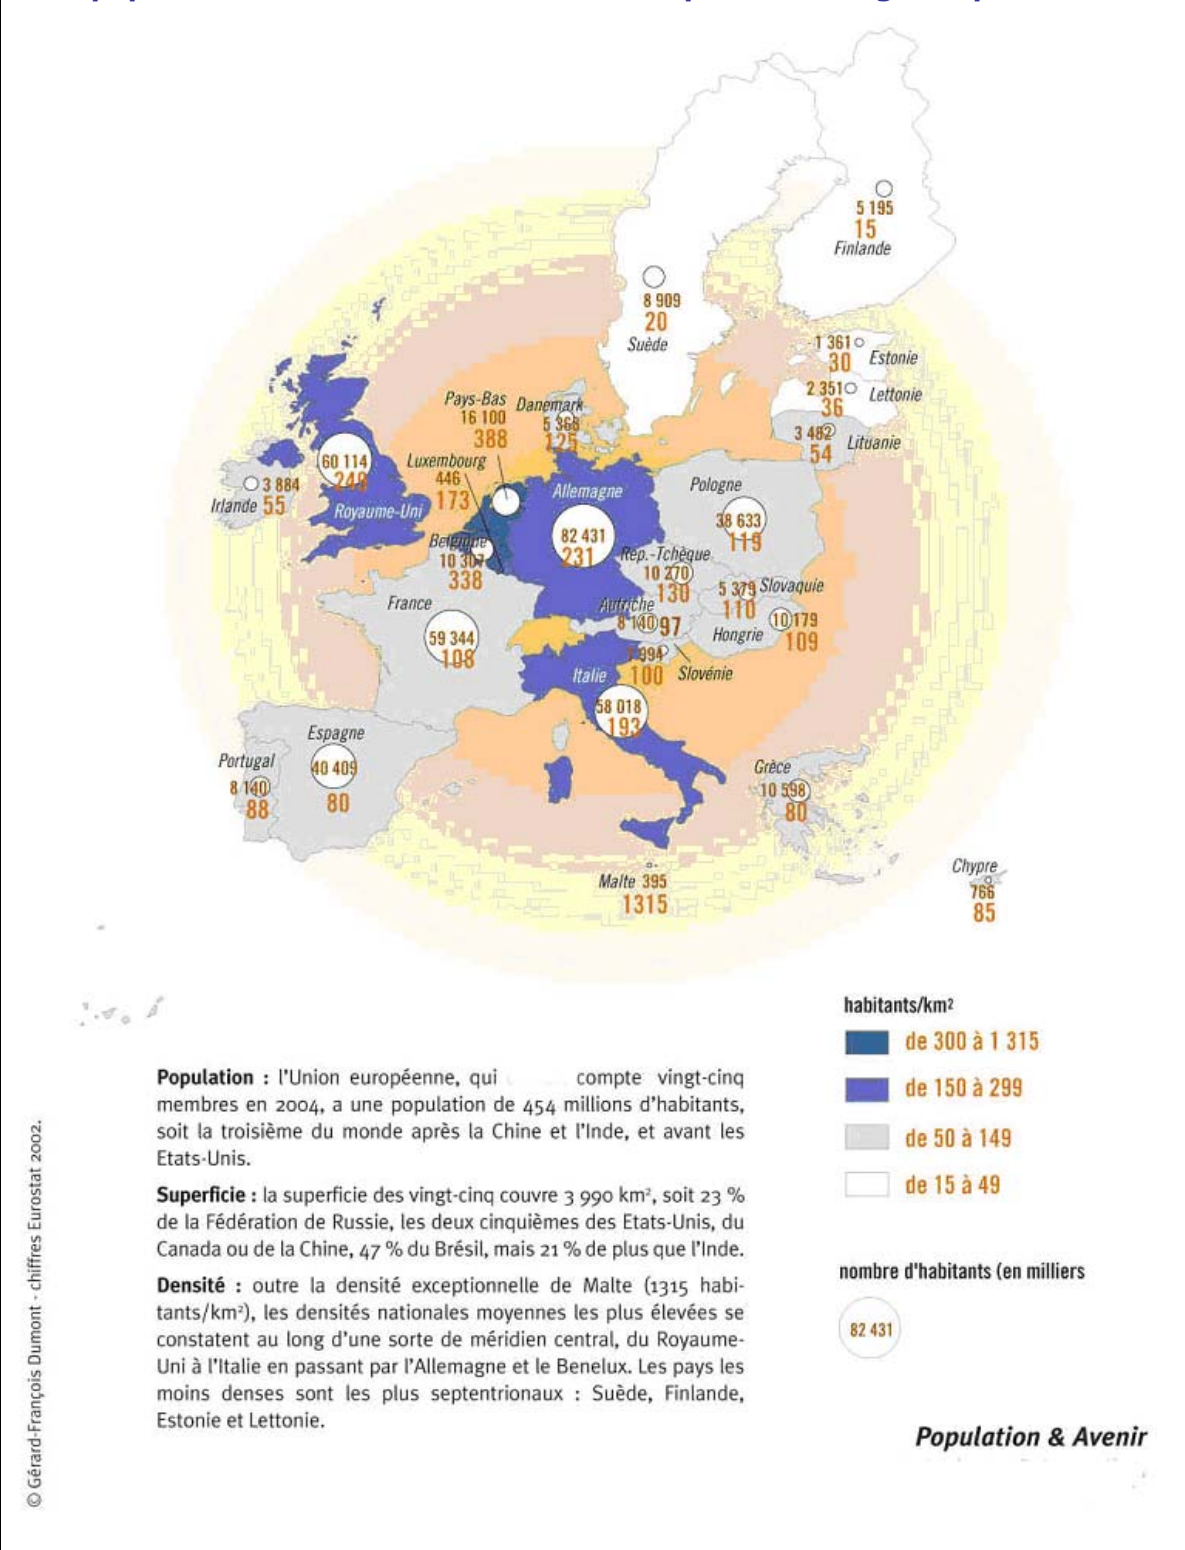 5 195
15
Finlande
8 909
20
Suède
1 361
30
Estonie
2 351
36
Lettonie
3 482
54
Lituanie
Pays-Bas
16 100
388
Danemark
5 368
125
Luxembourg
446
173
60 114
248
Royaume-Uni
3 884
Irlande 55
Allemagne
82 431
231
Pologne
38 633
119
Belgique
10 307
338
Rép.-Tchèque
10 270
130
5 379 Slovaquie
110
Autriche
8 140 97
Hongrie
10 179
109
France
59 344
108
1 994
100
Slovénie
Italie
58 018
193
Espagne
40 409
80
Portugal
8 140
88
Grèce
10 598
80
Malte 395
1315
Chypre
766
85
habitants/km²
de 300 à 1 315
de 150 à 299
de 50 à 149
de 15 à 49
nombre d'habitants (en milliers
82 431
Population : l'Union européenne, qui compte vingt-cinq
membres en 2004, a une population de 454 millions d'habitants,
soit la troisième du monde après la Chine et l'Inde, et avant les
Etats-Unis.
Superficie : la superficie des vingt-cinq couvre 3 990 km², soit 23 %
de la Fédération de Russie, les deux cinquièmes des Etats-Unis, du
Canada ou de la Chine, 47 % du Brésil, mais 21 % de plus que l'Inde.
Densité : outre la densité exceptionnelle de Malte (1315 habi-
tants/km²), les densités nationales moyennes les plus élevées se
constatent au long d'une sorte de méridien central, du Royaume-
Uni à l'Italie en passant par l'Allemagne et le Benelux. Les pays les
moins denses sont les plus septentrionaux : Suède, Finlande,
Estonie et Lettonie.
© Gérard-François Dumont - chiffres Eurostat 2002.
Population & Avenir